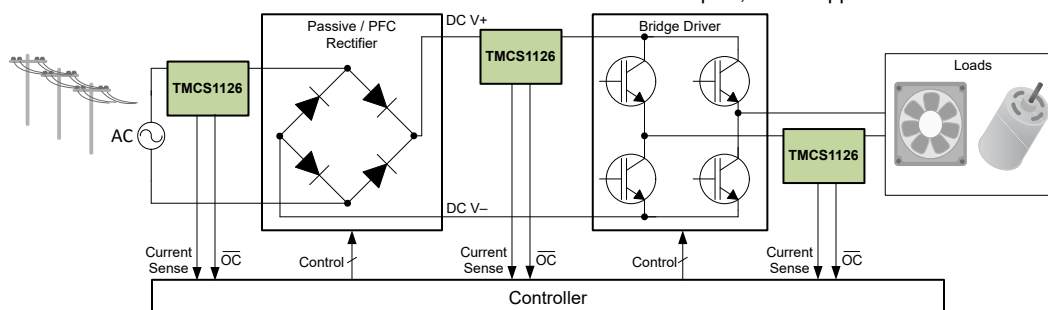 Passive / PFC
Rectifier
DC V+
TMCS1126
Bridge Driver
Loads
TMCS1126
AC
TMCS1126
DC V–
Current
Sense
OC
Control
Current
Sense
OC
Control
Current
Sense
OC
Controller